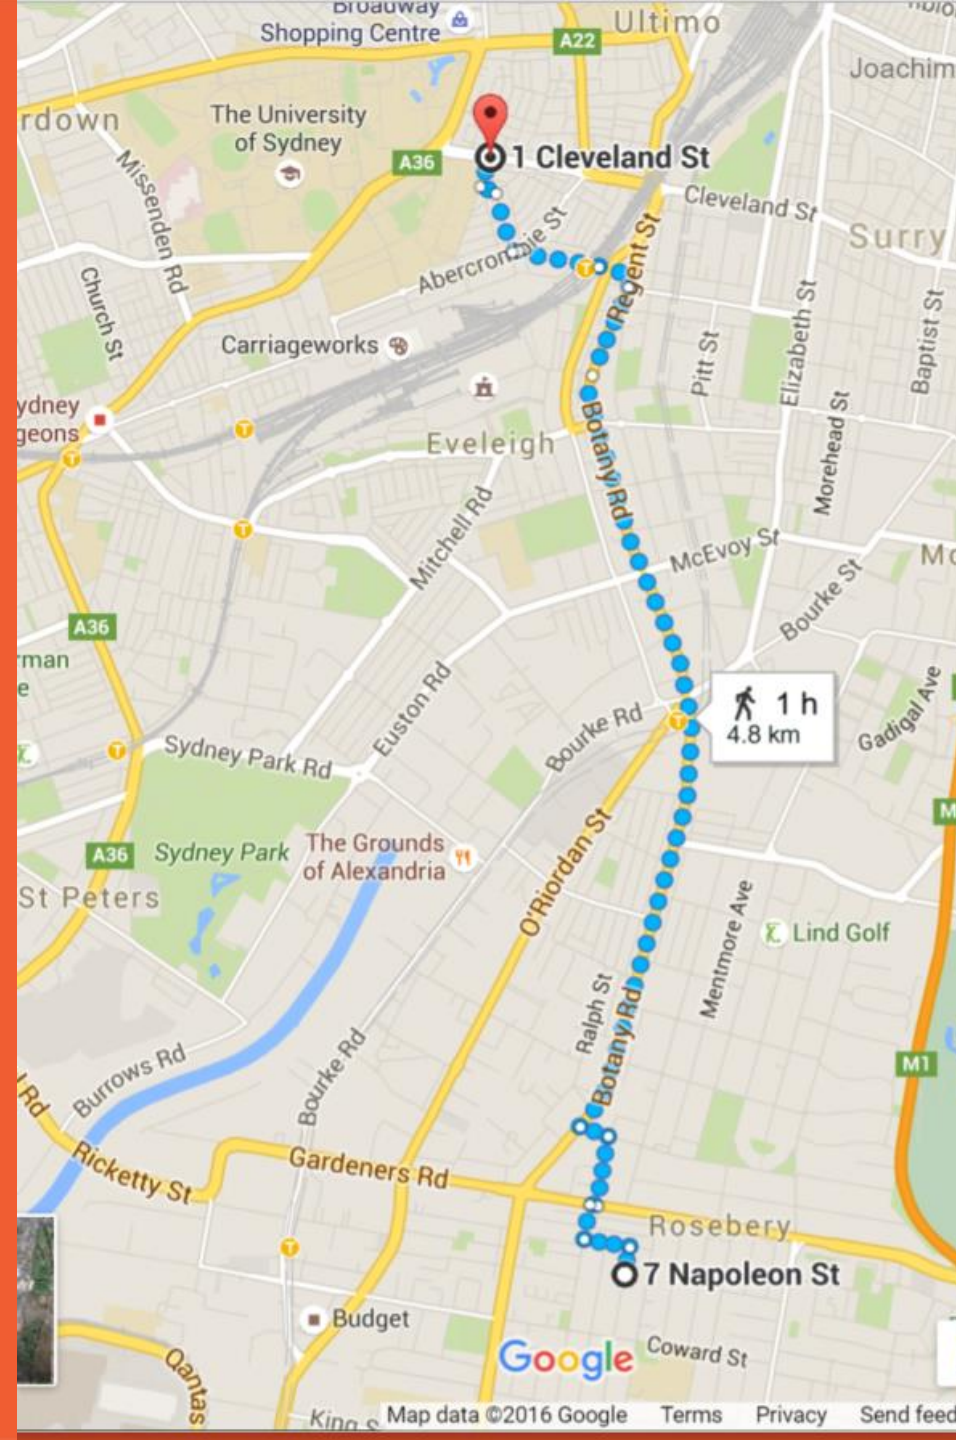 Broadway
Shopping Centre
Ultimo
A22
Joachim
rdown
The University
of Sydney
A36
1 Cleveland St
Missenden Rd
Cleveland St
Surry
Abercrombie St
Regent St
Church St
Carriageworks
Pitt St
Elizabeth St
Baptist St
ydney
geons
T
T
T
T
Eveleigh
Botany Rd
Morehead St
Mitchell Rd
McEvoy St
Mc
Bourke St
A36
rman
e
Euston Rd
1 h
4.8 km
Bourke Rd
T
Gadigal Ave
T
Sydney Park Rd
M
A36
Sydney Park
The Grounds
of Alexandria
O'Riordan St
St Peters
Mentmore Ave
Lind Golf
Ralph St
Botany Rd
Burrows Rd
Bourke Rd
M1
l Rd
Ricketty St
Gardeners Rd
Rosebery
T
7 Napoleon St
Budget
Google
Coward St
Qantas
King S
Map data ©2016 Google
Terms
Privacy
Send feed